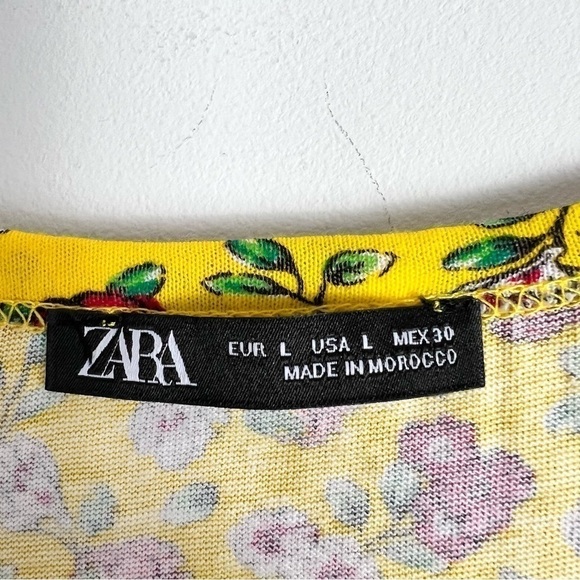 ZARA
EUR L USA L MEX 30
MADE IN MOROCCO